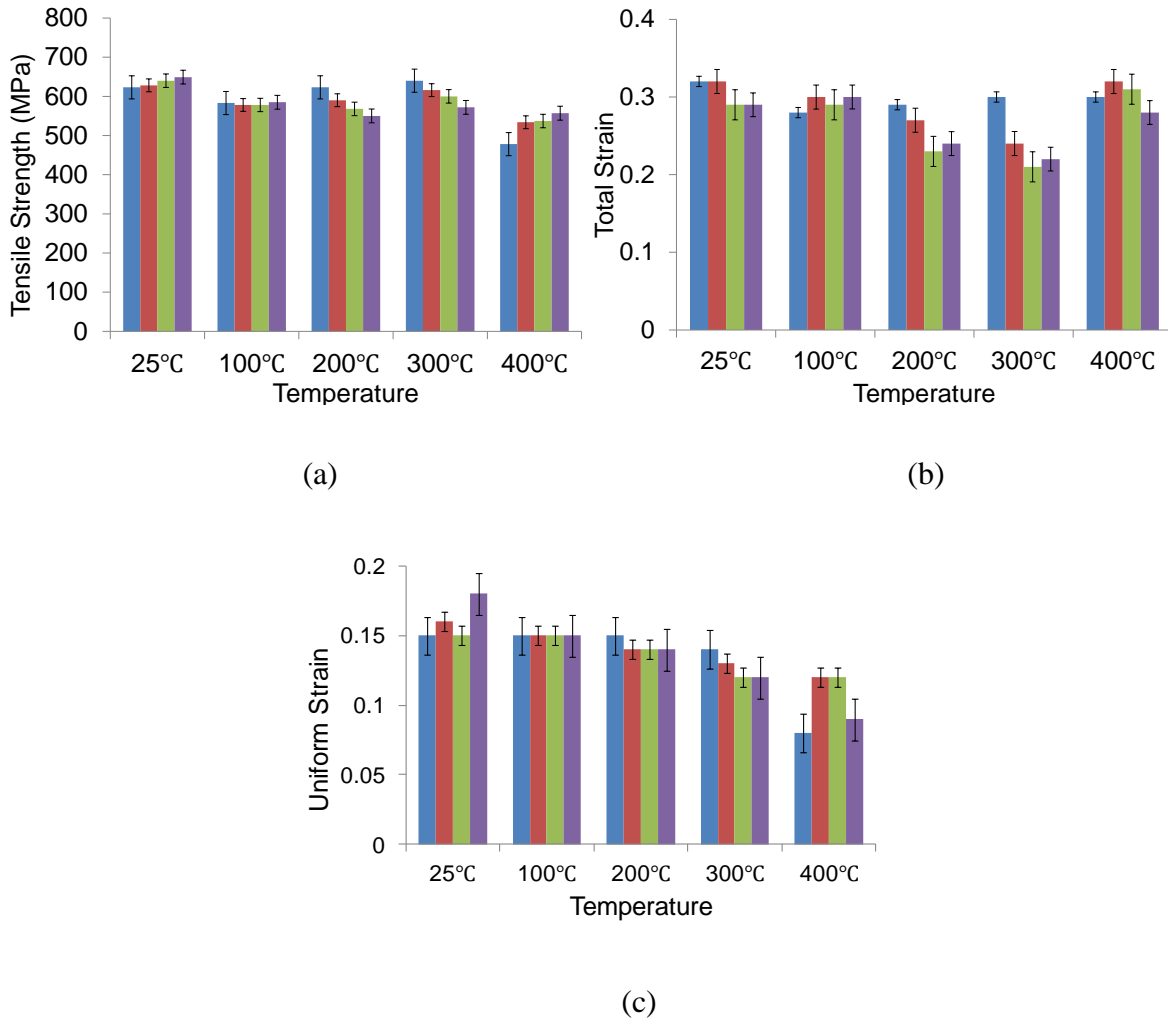 Tensile Strength (MPa)
800
700
600
500
400
300
200
100
0
25℃ 100℃ 200℃ 300℃ 400℃
Temperature
(a)
Total Strain
0.4
0.3
0.2
0.1
0
25℃ 100℃ 200℃ 300℃ 400℃
Temperature
(b)
Uniform Strain
0.2
0.15
0.1
0.05
0
25℃ 100℃ 200℃ 300℃ 400℃
Temperature
(c)